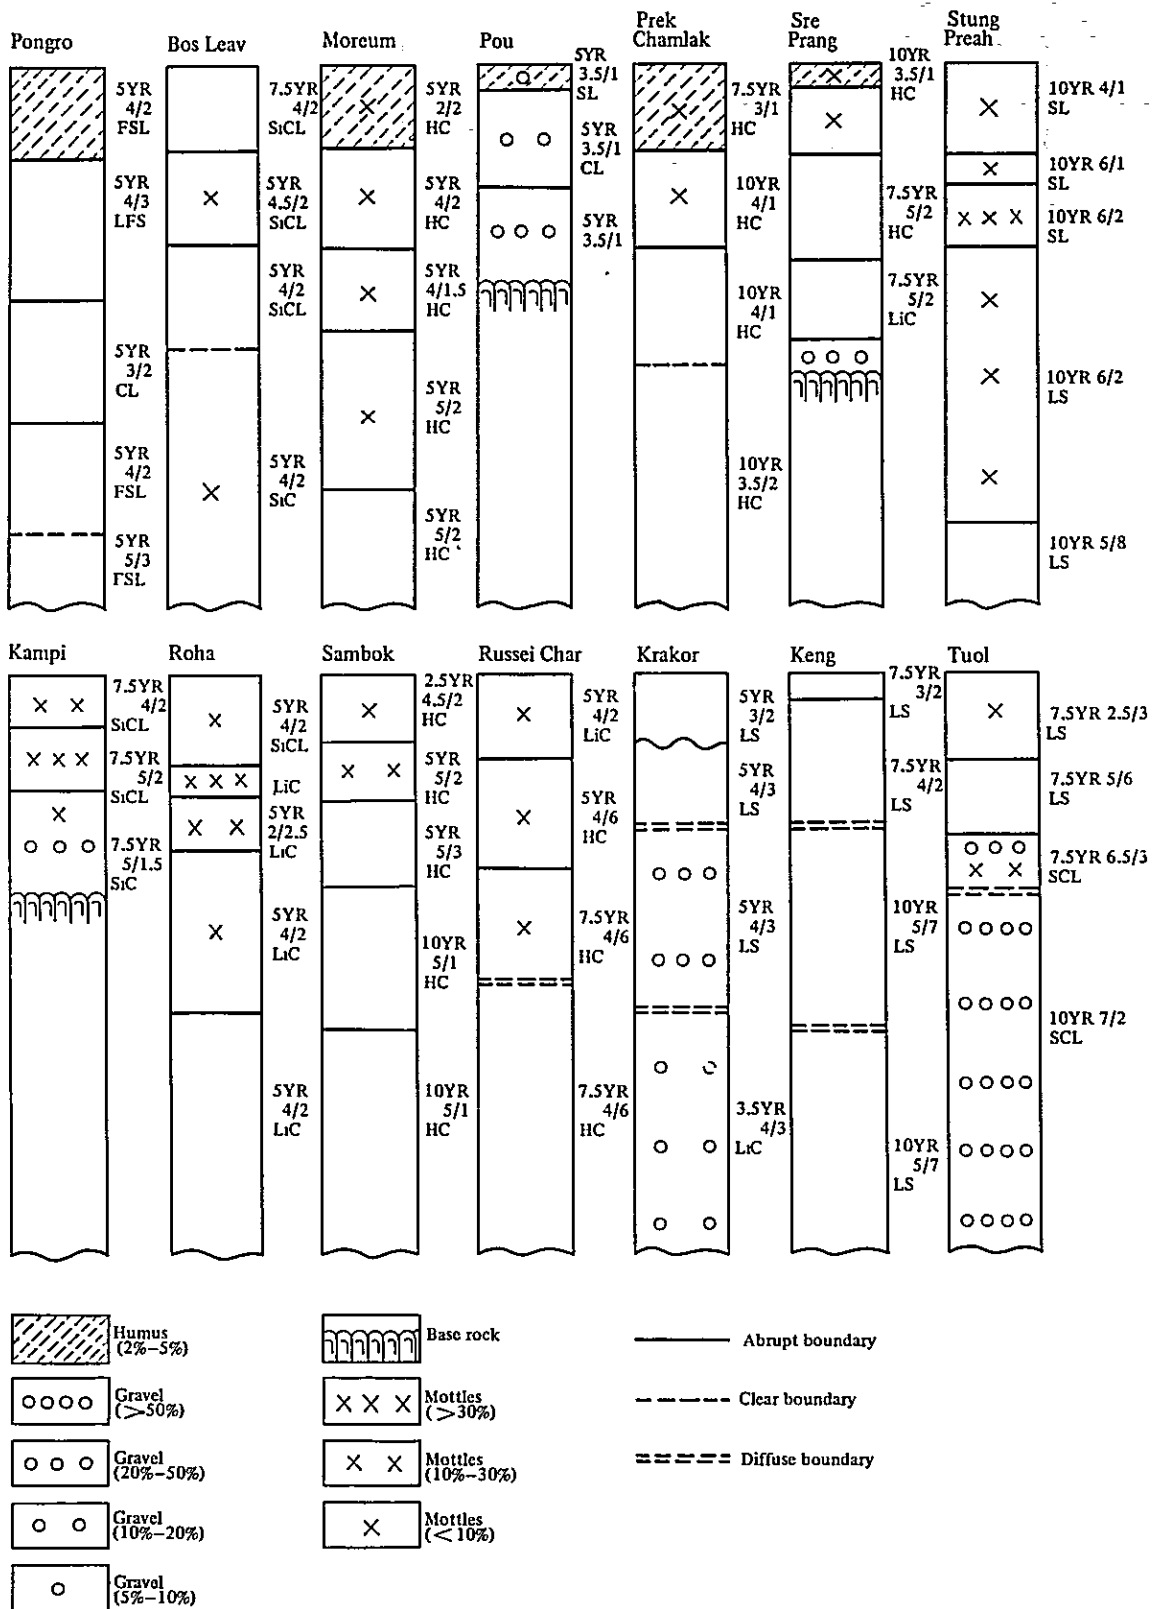 Pongro
5YR
4/2
FSL
5YR
4/3
LFS
5YR
3/2
CL
5YR
4/2
FSL
5YR
5/3
FSL
Bos Leav
7.5YR
4/2
SiCL
5YR
4.5/2
SiCL
5YR
4/2
SiCL
5YR
4/2
SiC
Moreum
5YR
2/2
HC
5YR
4/2
HC
5YR
4/1.5
HC
5YR
5/2
HC
5YR
5/2
HC
Pou
5YR
3.5/1
SL
5YR
3.5/1
CL
5YR
3.5/1
Prek
Chamlak
7.5YR
3/1
HC
10YR
4/1
HC
10YR
4/1
HC
10YR
3.5/2
HC
Sre
Prang
10YR
3.5/1
HC
7.5YR
5/2
HC
7.5YR
5/2
LiC
Stung
Preah
10YR 4/1
SL
10YR 6/1
SL
10YR 6/2
SL
10YR 6/2
LS
10YR 5/8
LS
Kampi
7.5YR
4/2
SiCL
7.5YR
5/2
SiCL
7.5YR
5/1.5
SiC
Roha
5YR
4/2
SiCL
LiC
5YR
2/2.5
LiC
5YR
4/2
LiC
5YR
4/2
LiC
Sambok
2.5YR
4.5/2
HC
5YR
5/2
HC
5YR
5/3
HC
10YR
5/1
HC
10YR
5/1
HC
Russei Char
5YR
4/2
LiC
5YR
4/6
HC
7.5YR
4/6
HC
7.5YR
4/6
HC
Krakor
5YR
3/2
LS
5YR
4/3
LS
5YR
4/3
LS
3.5YR
4/3
LiC
Keng
7.5YR
3/2
LS
7.5YR
4/2
LS
10YR
5/7
LS
10YR
5/7
LS
Tuol
7.5YR 2.5/3
LS
7.5YR 5/6
LS
7.5YR 6.5/3
SCL
10YR 7/2
SCL
Humus
(2%–5%)
Gravel
(>50%)
Gravel
(20%–50%)
Gravel
(10%–20%)
Gravel
(5%–10%)
Base rock
Mottles
(>30%)
Mottles
(10%–30%)
Mottles
(<10%)
Abrupt boundary
Clear boundary
Diffuse boundary